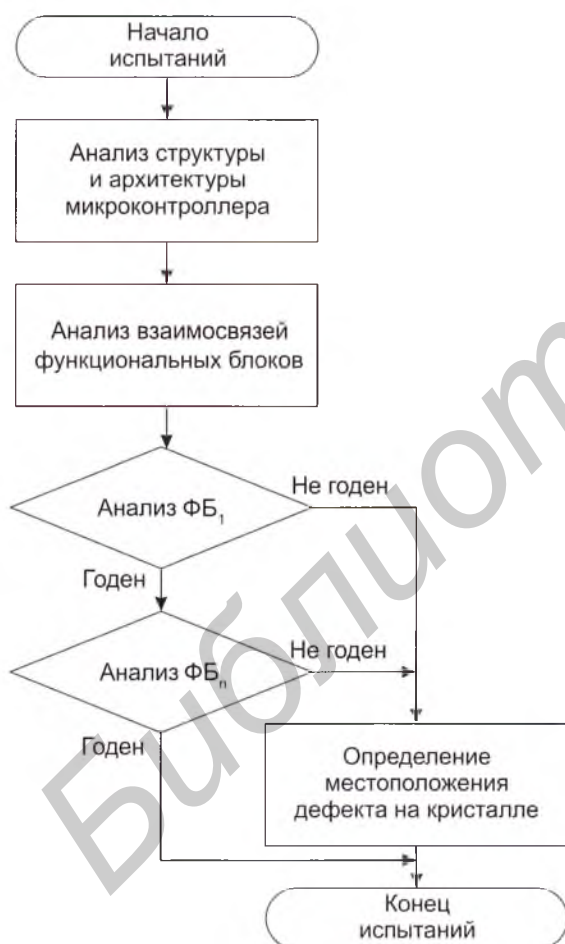 Начало
испытаний
Анализ структуры
и архитектуры
микроконтроллера
Анализ взаимосвязей
функциональных блоков
Анализ ФБ1
Не годен
Годен
Анализ ФБn
Не годен
Годен
Определение
местоположения
дефекта на кристалле
Конец
испытаний
Библиот